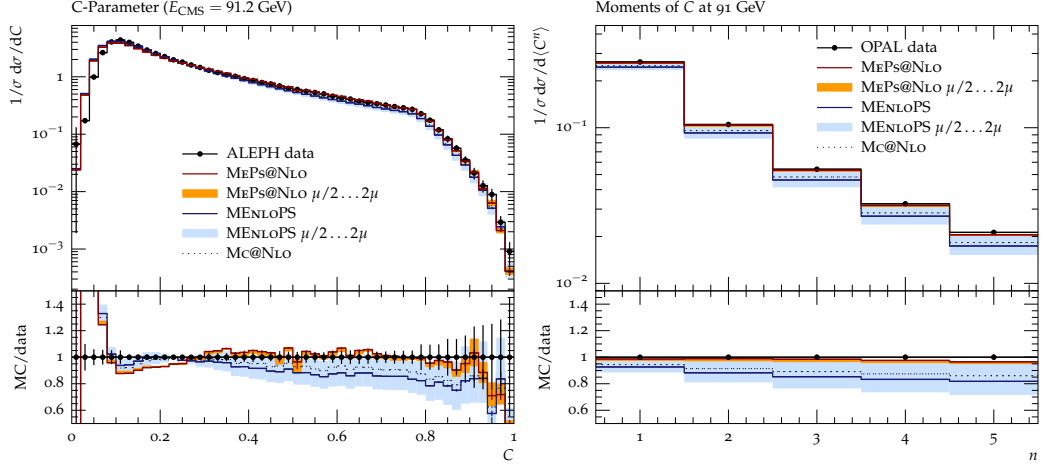 C-Parameter (E_CMS = 91.2 GeV)
1/σ dσ/dC
1
10^−1
10^−2
10^−3
ALEPH data
MEPS@NLO
MEPS@NLO μ/2...2μ
MENLOPS
MENLOPS μ/2...2μ
MC@NLO
MC/data
1.4
1.2
1
0.8
0.6
0 0.2 0.4 0.6 0.8 1
C
Moments of C at 91 GeV
1/σ dσ/d⟨C^n⟩
10^−1
10^−2
OPAL data
MEPS@NLO
MEPS@NLO μ/2...2μ
MENLOPS
MENLOPS μ/2...2μ
MC@NLO
MC/data
1.4
1.2
1
0.8
0.6
1 2 3 4 5
n